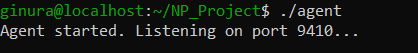 ginura@localhost:~/NP_Project$ ./agent
Agent started. Listening on port 9410...